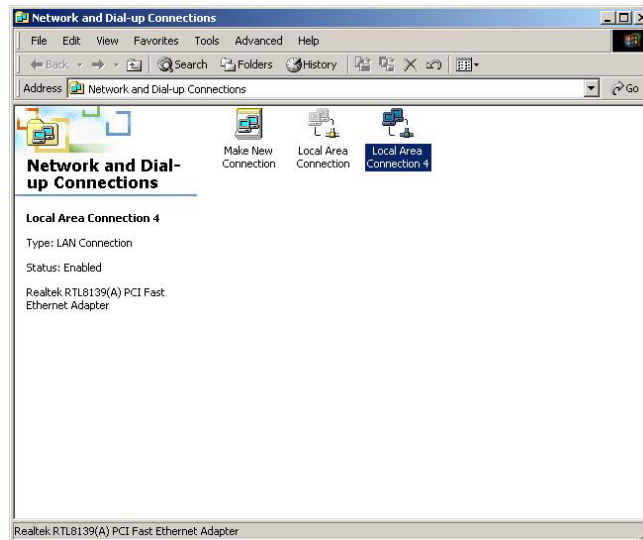 Network and Dial-up Connections
File Edit View Favorites Tools Advanced Help
Back Search Folders History
Address Network and Dial-up Connections Go
Make New Connection
Local Area Connection
Local Area Connection 4
Network and Dial-
up Connections
Local Area Connection 4
Type: LAN Connection
Status: Enabled
Realtek RTL8139(A) PCI Fast
Ethernet Adapter
Realtek RTL8139(A) PCI Fast Ethernet Adapter